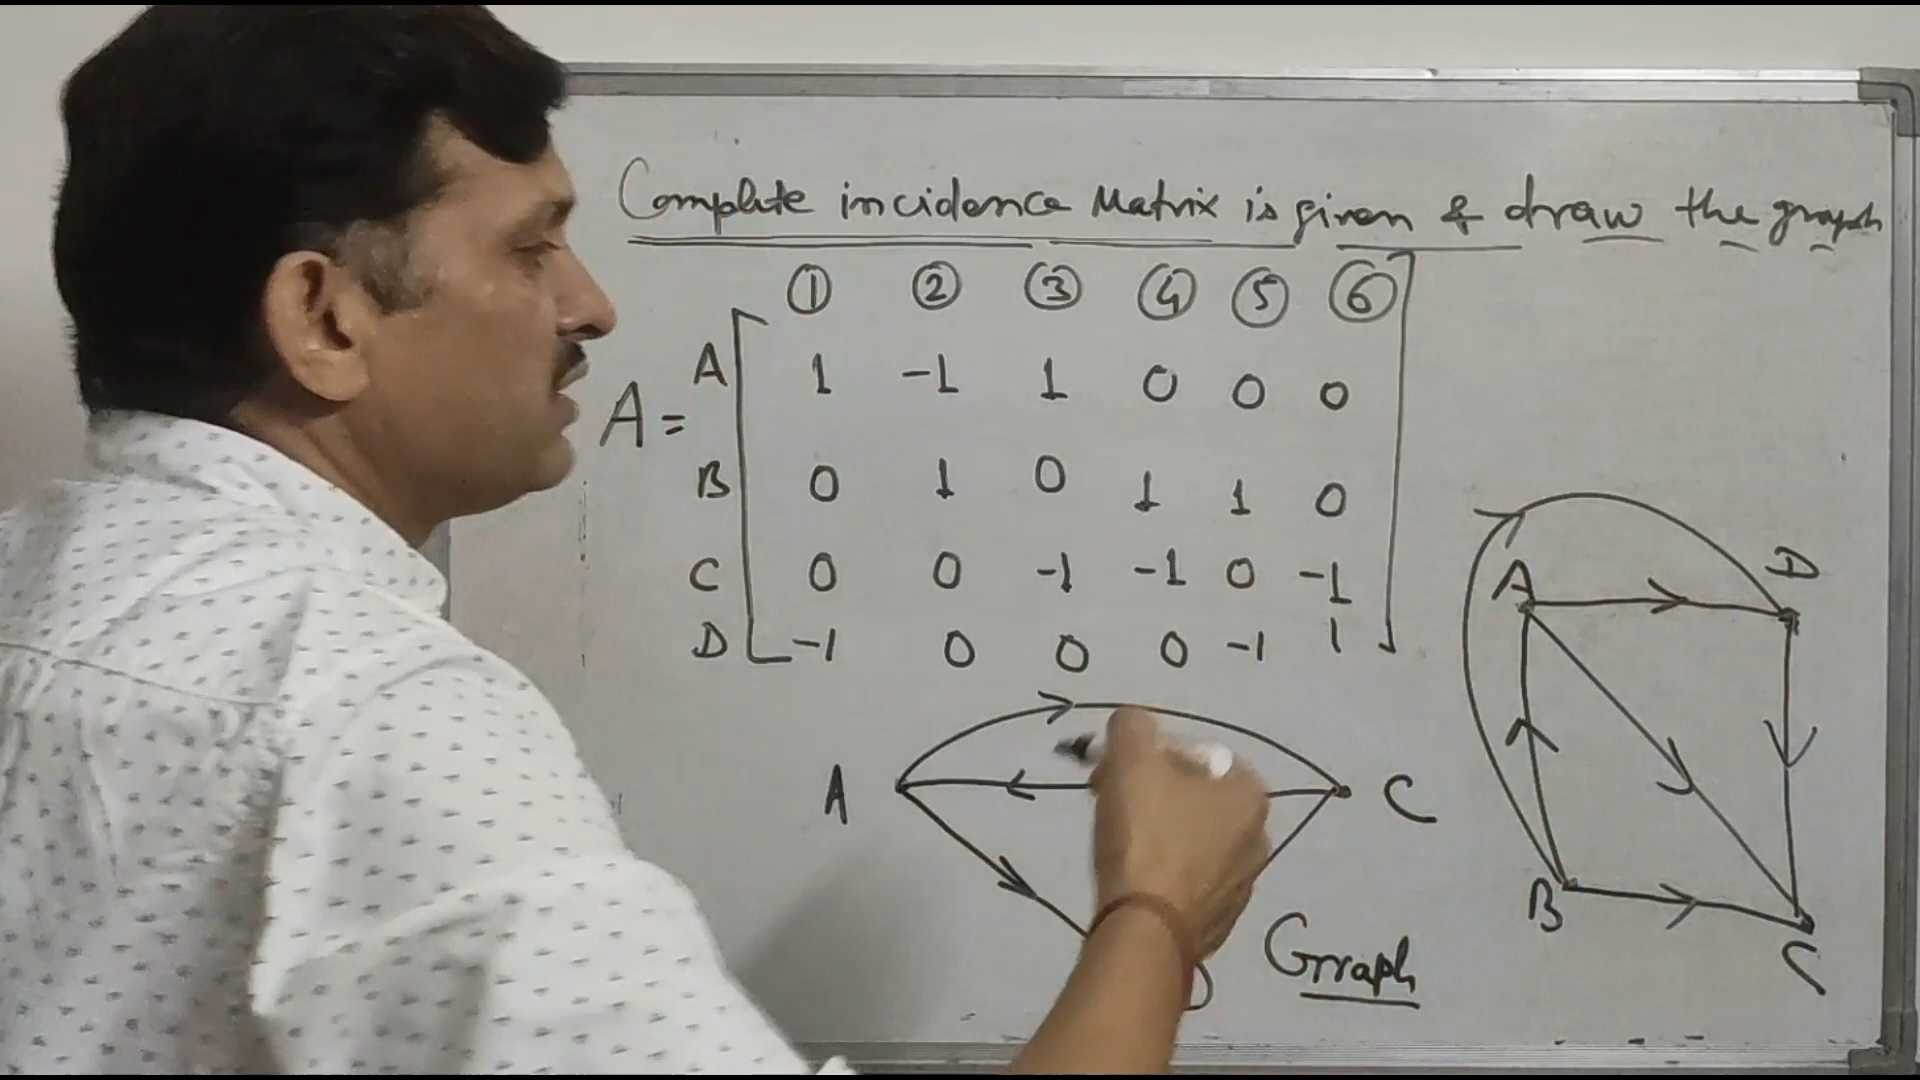 Complete incidence Matrix is given & draw the graph
① ② ③ ④ ⑤ ⑥
A 1 -1 1 0 0 0
A =
B 0 1 0 1 1 0
C 0 0 -1 -1 0 -1
D -1 0 0 0 -1 1
A C
D
Graph
A D
B C